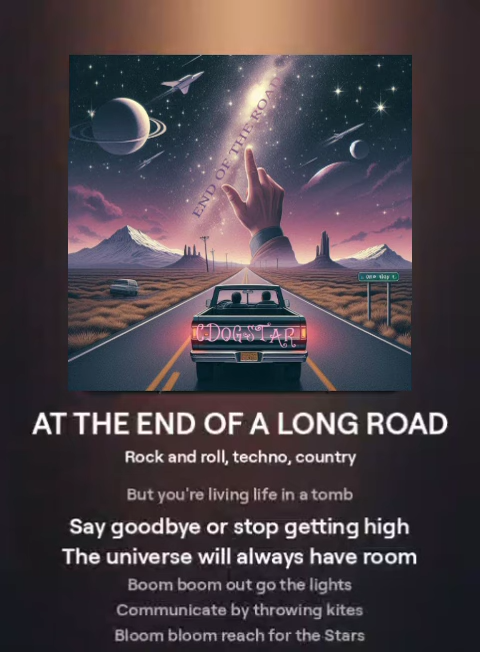 END OF THE ROAD
CDOGSTAR
AT THE END OF A LONG ROAD
Rock and roll, techno, country
But you're living life in a tomb
Say goodbye or stop getting high
The universe will always have room
Boom boom out go the lights
Communicate by throwing kites
Bloom bloom reach for the Stars